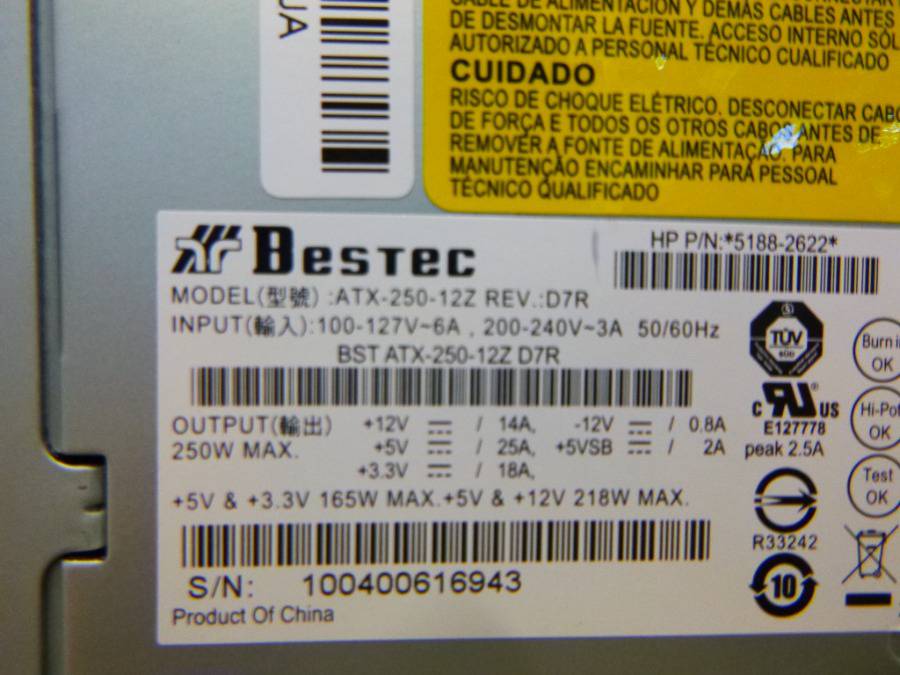 UA
CABLE DE ALIMENTACIÓN Y DEMÁS CABLES ANTES
DE DESMONTAR LA FUENTE. ACCESO INTERNO SÓL
AUTORIZADO A PERSONAL TÉCNICO CUALIFICADO
CUIDADO
RISCO DE CHOQUE ELÉTRICO. DESCONECTAR CABO
DE FORÇA E TODOS OS OUTROS CABOS ANTES DE
REMOVER A FONTE DE ALIMENTAÇÃO. PARA
MANUTENÇÃO ENCAMINHAR PARA PESSOAL
TÉCNICO QUALIFICADO
BESTEC
HP P/N:*5188-2622*
MODEL(型號) :ATX-250-12Z REV.:D7R
INPUT(輸入):100-127V~6A , 200-240V~3A 50/60Hz
BST ATX-250-12Z D7R
OUTPUT(輸出) +12V ⎓ / 14A, -12V ⎓ / 0.8A
250W MAX. +5V ⎓ / 25A, +5VSB ⎓ / 2A peak 2.5A
+3.3V ⎓ / 18A,
+5V & +3.3V 165W MAX.+5V & +12V 218W MAX.
S/N: 100400616943
Product Of China
TÜV
c RU ® US
E127778
R33242
10
Burn i
OK
Hi-Pot
OK
Test
OK